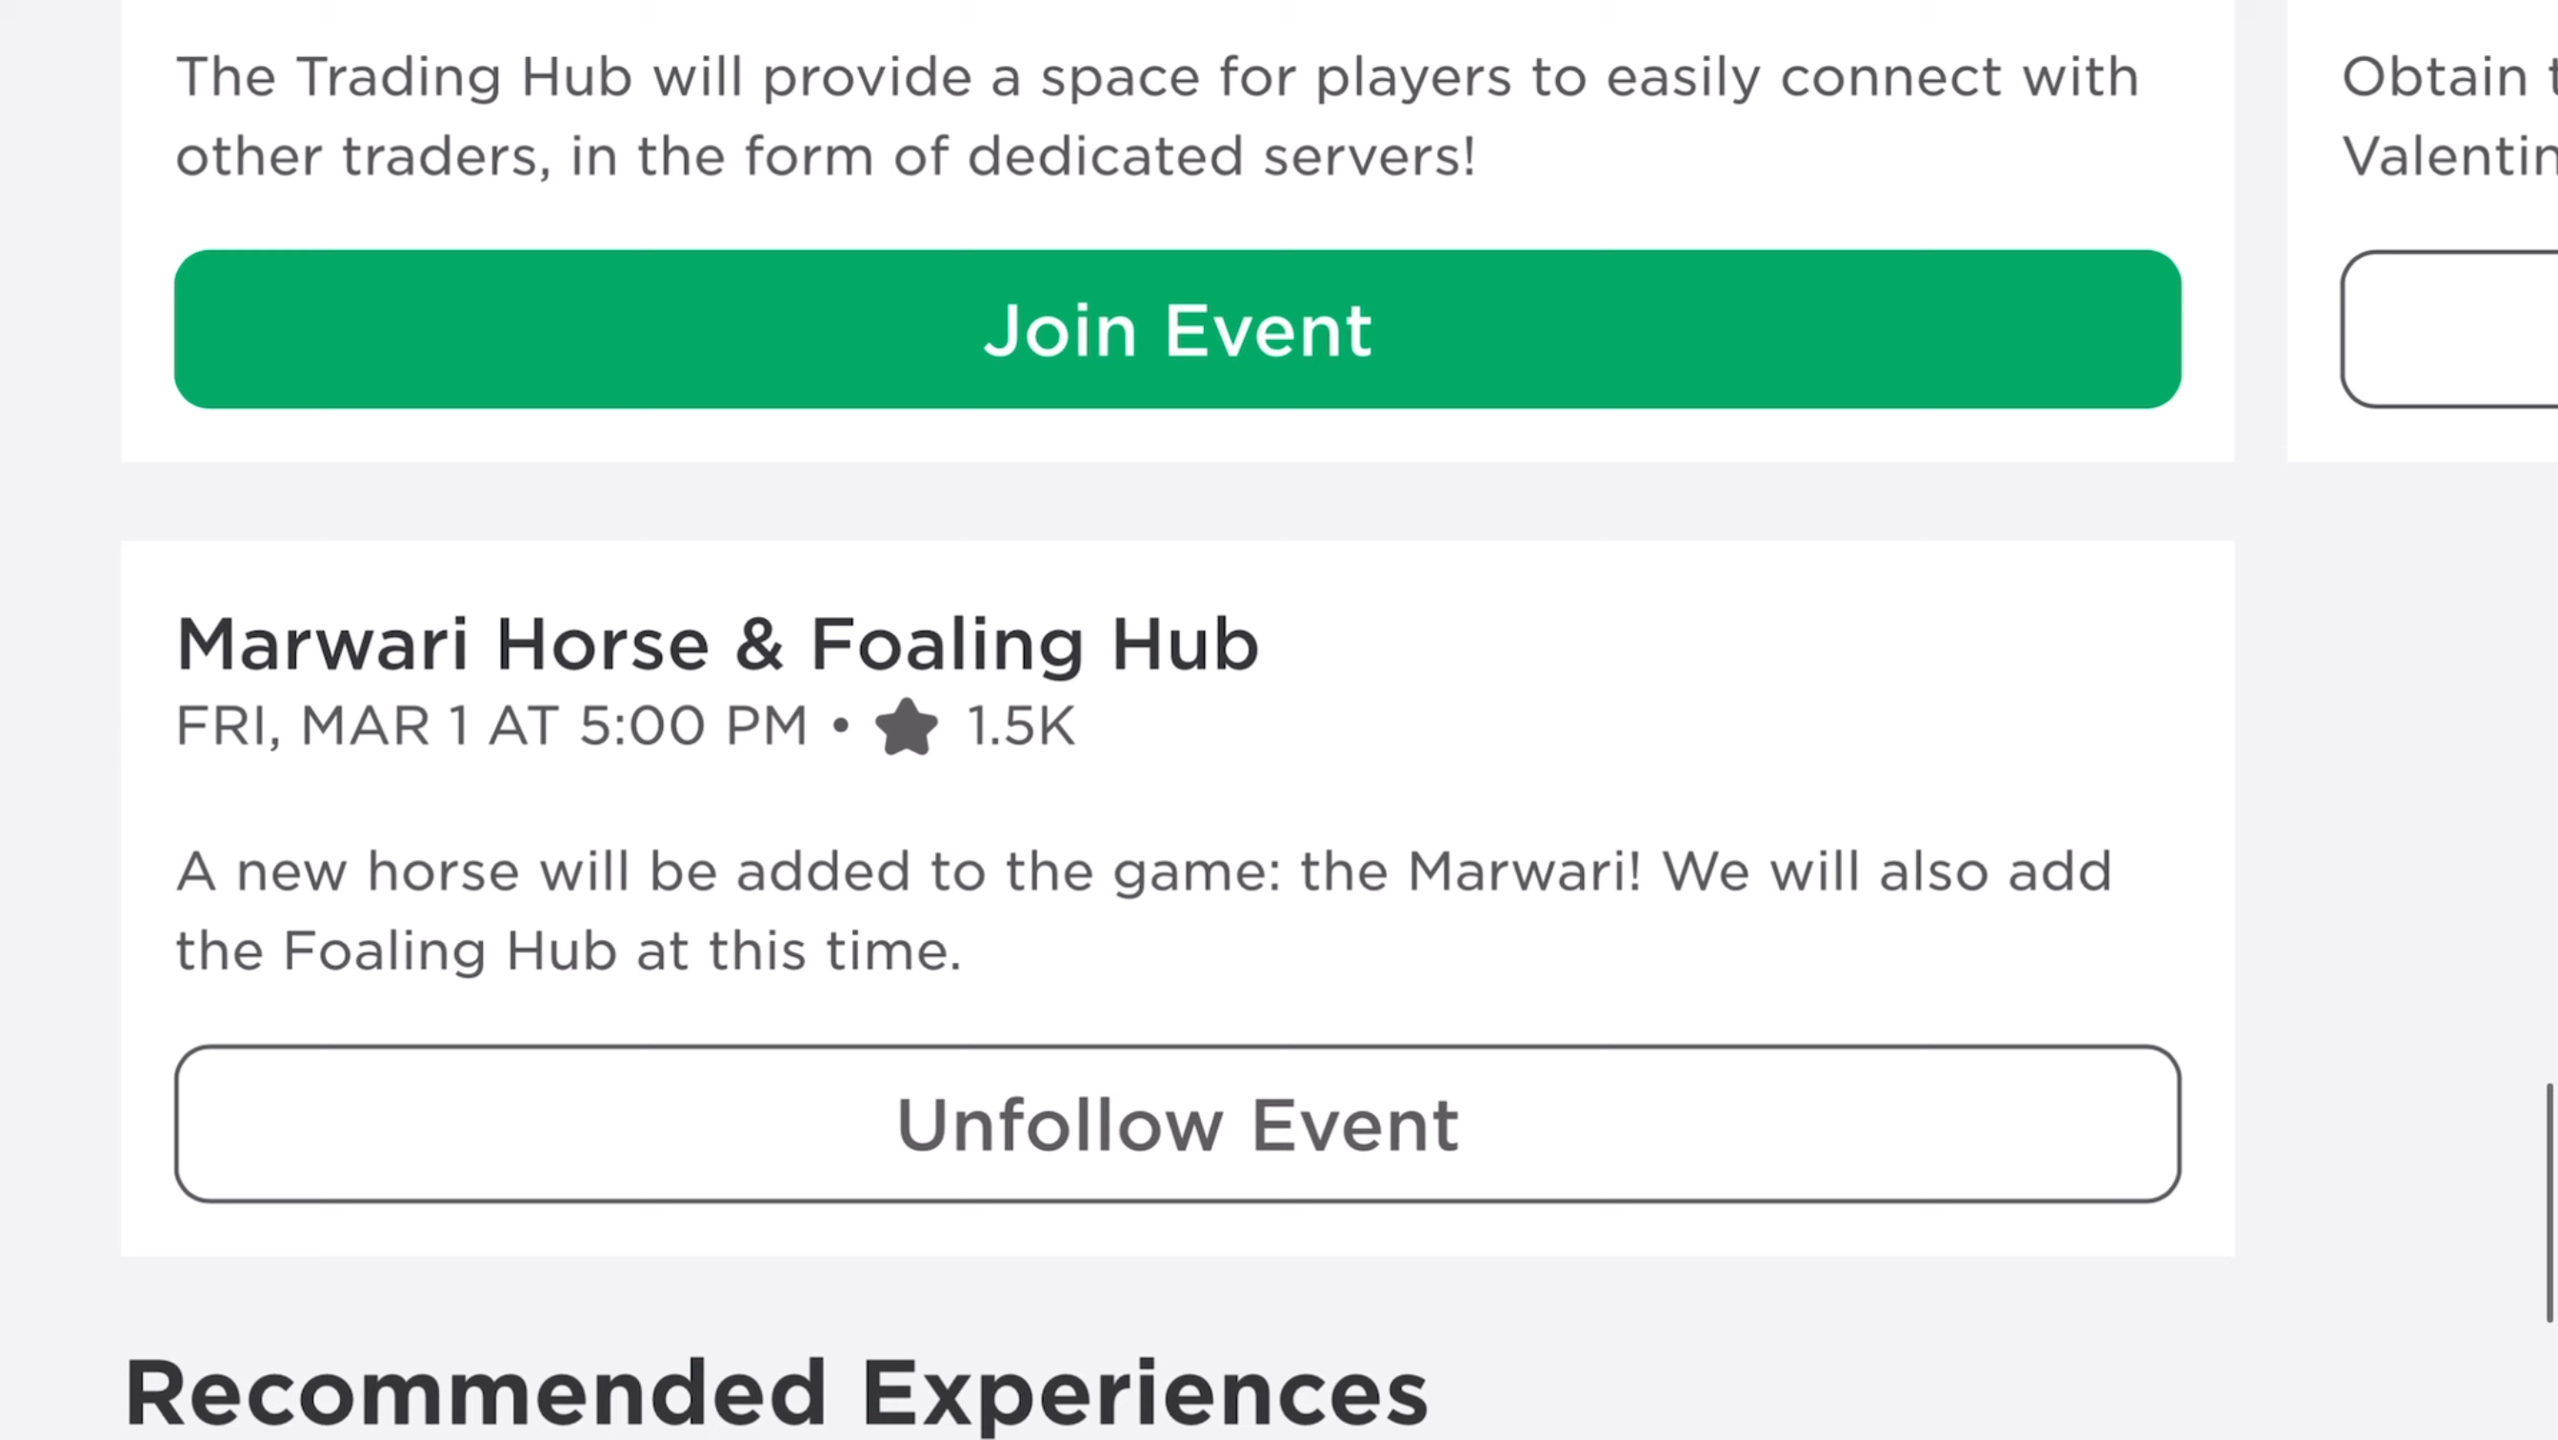 The Trading Hub will provide a space for players to easily connect with
other traders, in the form of dedicated servers!
Join Event
Obtain
Valentin
Marwari Horse & Foaling Hub
FRI, MAR 1 AT 5:00 PM • ★ 1.5K
A new horse will be added to the game: the Marwari! We will also add
the Foaling Hub at this time.
Unfollow Event
Recommended Experiences